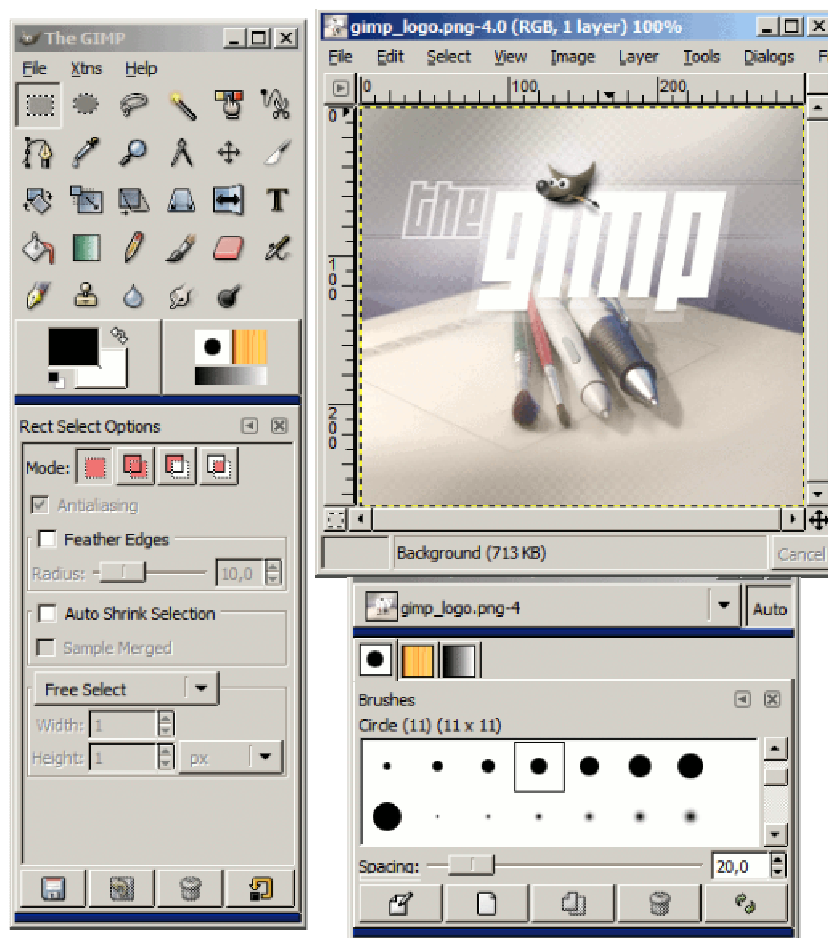 The GIMP
File Xtns Help
Rect Select Options
Mode:
Antialiasing
Feather Edges
Radius: 10,0
Auto Shrink Selection
Sample Merged
Free Select
Width: 1
Height: 1 px
gimp_logo.png-4.0 (RGB, 1 layer) 100%
File Edit Select View Image Layer Tools Dialogs
0 100 200
0
100
200
the gimp
Background (713 KB) Cancel
gimp_logo.png-4 Auto
Brushes
Circle (11) (11 x 11)
Spacing: 20,0